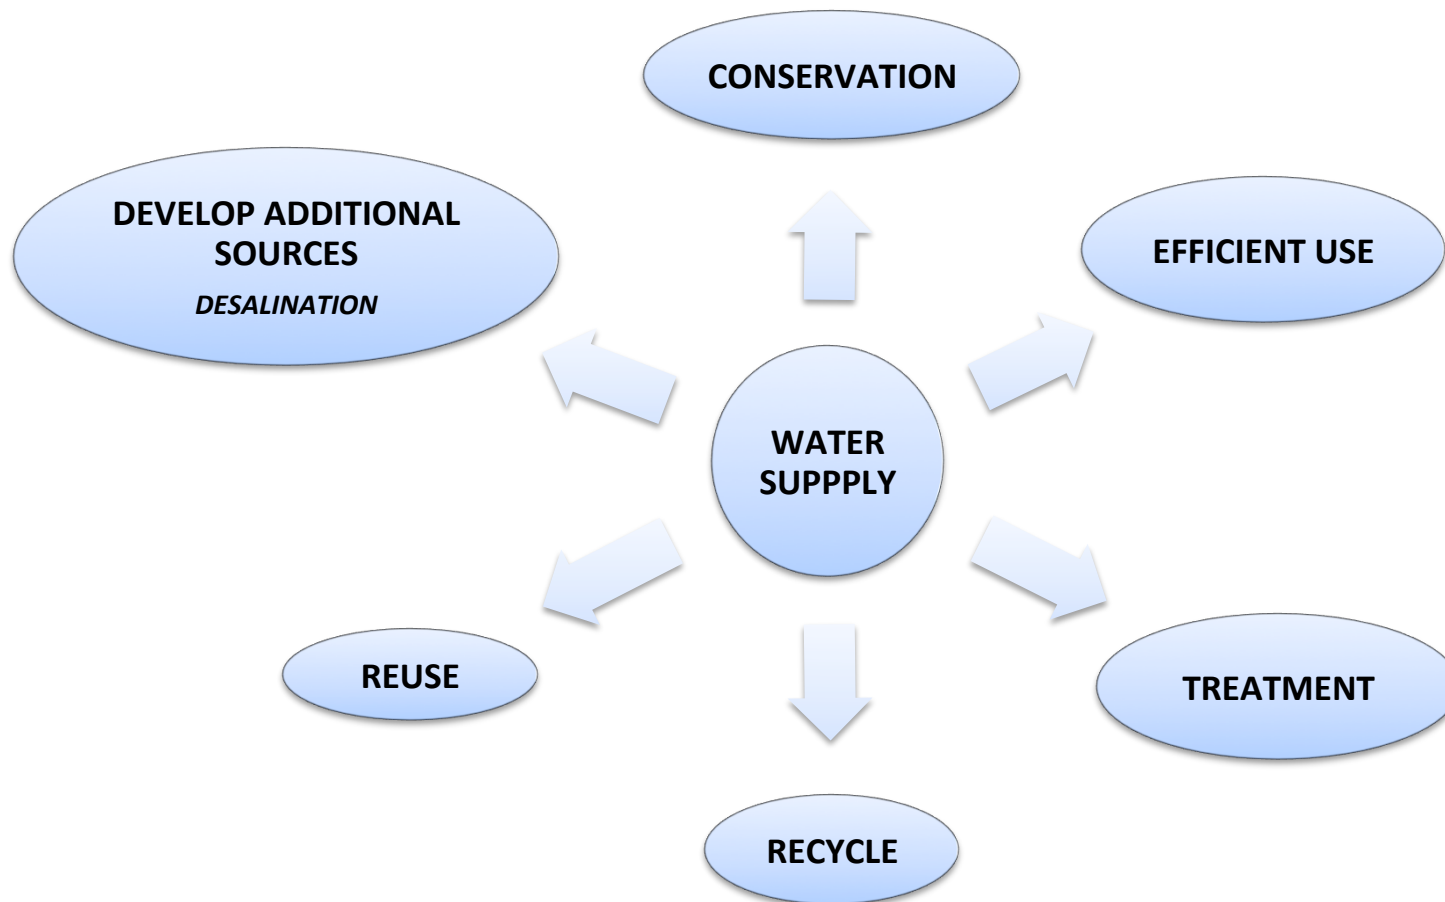 CONSERVATION
DEVELOP ADDITIONAL
SOURCES
DESALINATION
EFFICIENT USE
WATER
SUPPPLY
REUSE
TREATMENT
RECYCLE